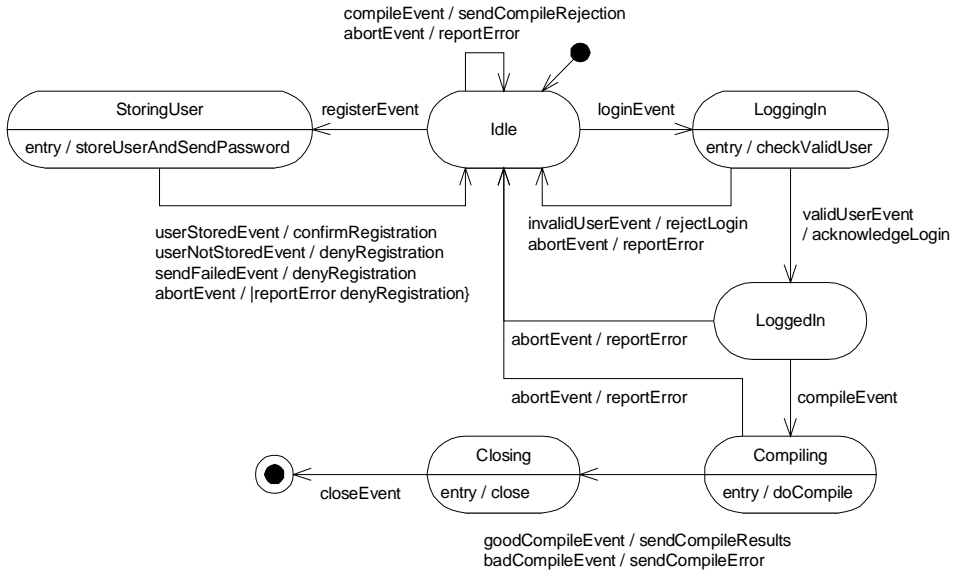 compileEvent / sendCompileRejection
abortEvent / reportError
StoringUser
entry / storeUserAndSendPassword
registerEvent
Idle
loginEvent
LoggingIn
entry / checkValidUser
userStoredEvent / confirmRegistration
userNotStoredEvent / denyRegistration
sendFailedEvent / denyRegistration
abortEvent / |reportError denyRegistration}
invalidUserEvent / rejectLogin
abortEvent / reportError
validUserEvent
/ acknowledgeLogin
LoggedIn
abortEvent / reportError
abortEvent / reportError
compileEvent
Closing
entry / close
Compiling
entry / doCompile
closeEvent
goodCompileEvent / sendCompileResults
badCompileEvent / sendCompileError